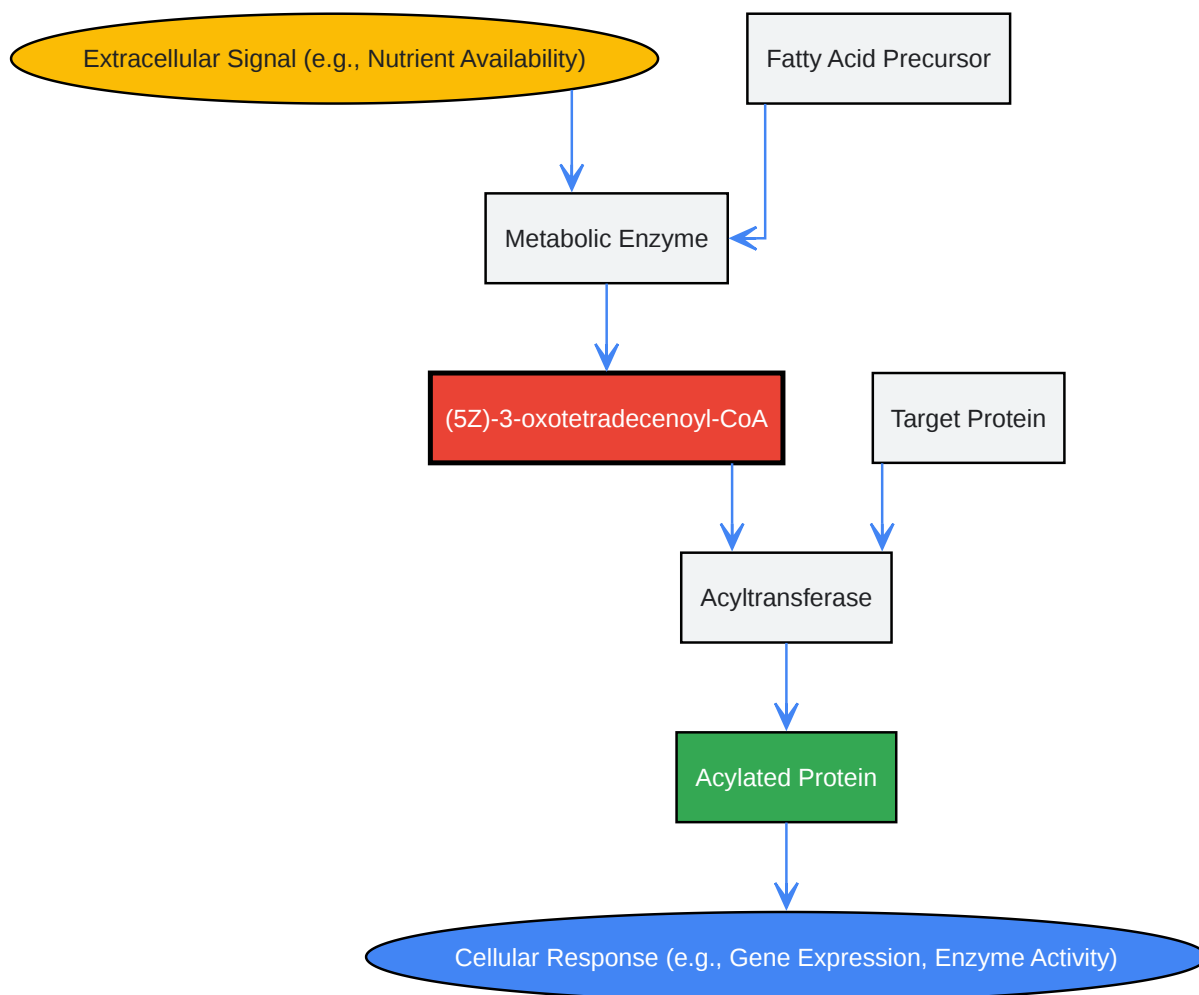 Extracellular Signal (e.g., Nutrient Availability)
Fatty Acid Precursor
Metabolic Enzyme
(5Z)-3-oxotetradecenoyl-CoA
Target Protein
Acyltransferase
Acylated Protein
Cellular Response (e.g., Gene Expression, Enzyme Activity)